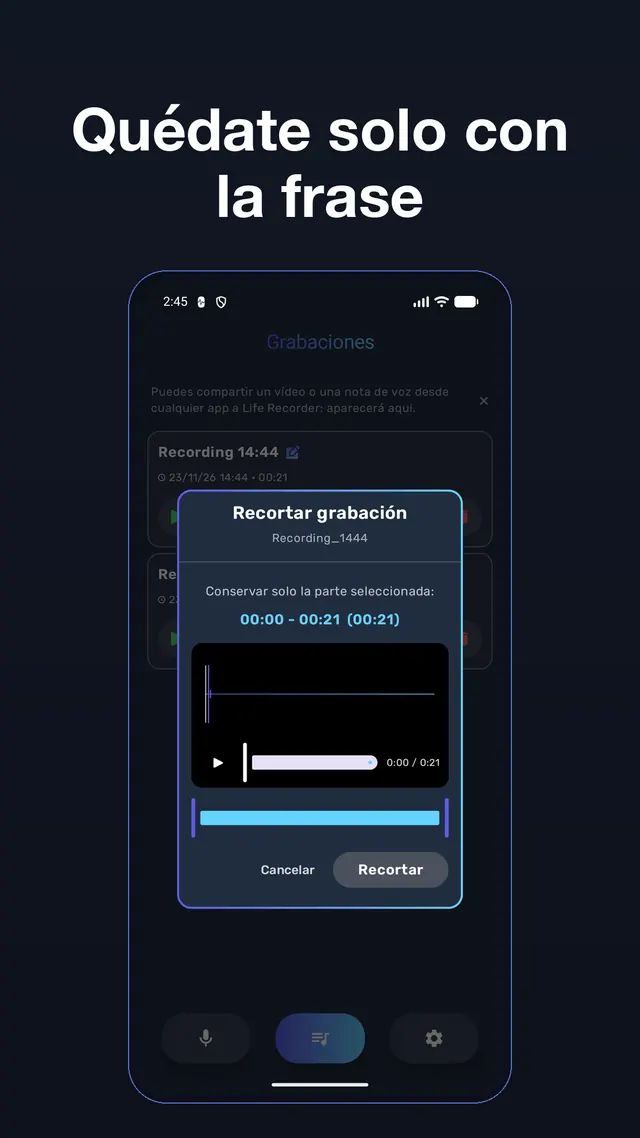 Quédate solo con
la frase
2:45
Grabaciones
Puedes compartir un vídeo o una nota de voz desde
cualquier app a Life Recorder: aparecerá aquí.
Recording 14:44
23/11/26 14:44 • 00:21
Recortar grabación
Recording_1444
Re
2
Conservar solo la parte seleccionada:
00:00 - 00:21 (00:21)
0:00 / 0:21
Cancelar
Recortar